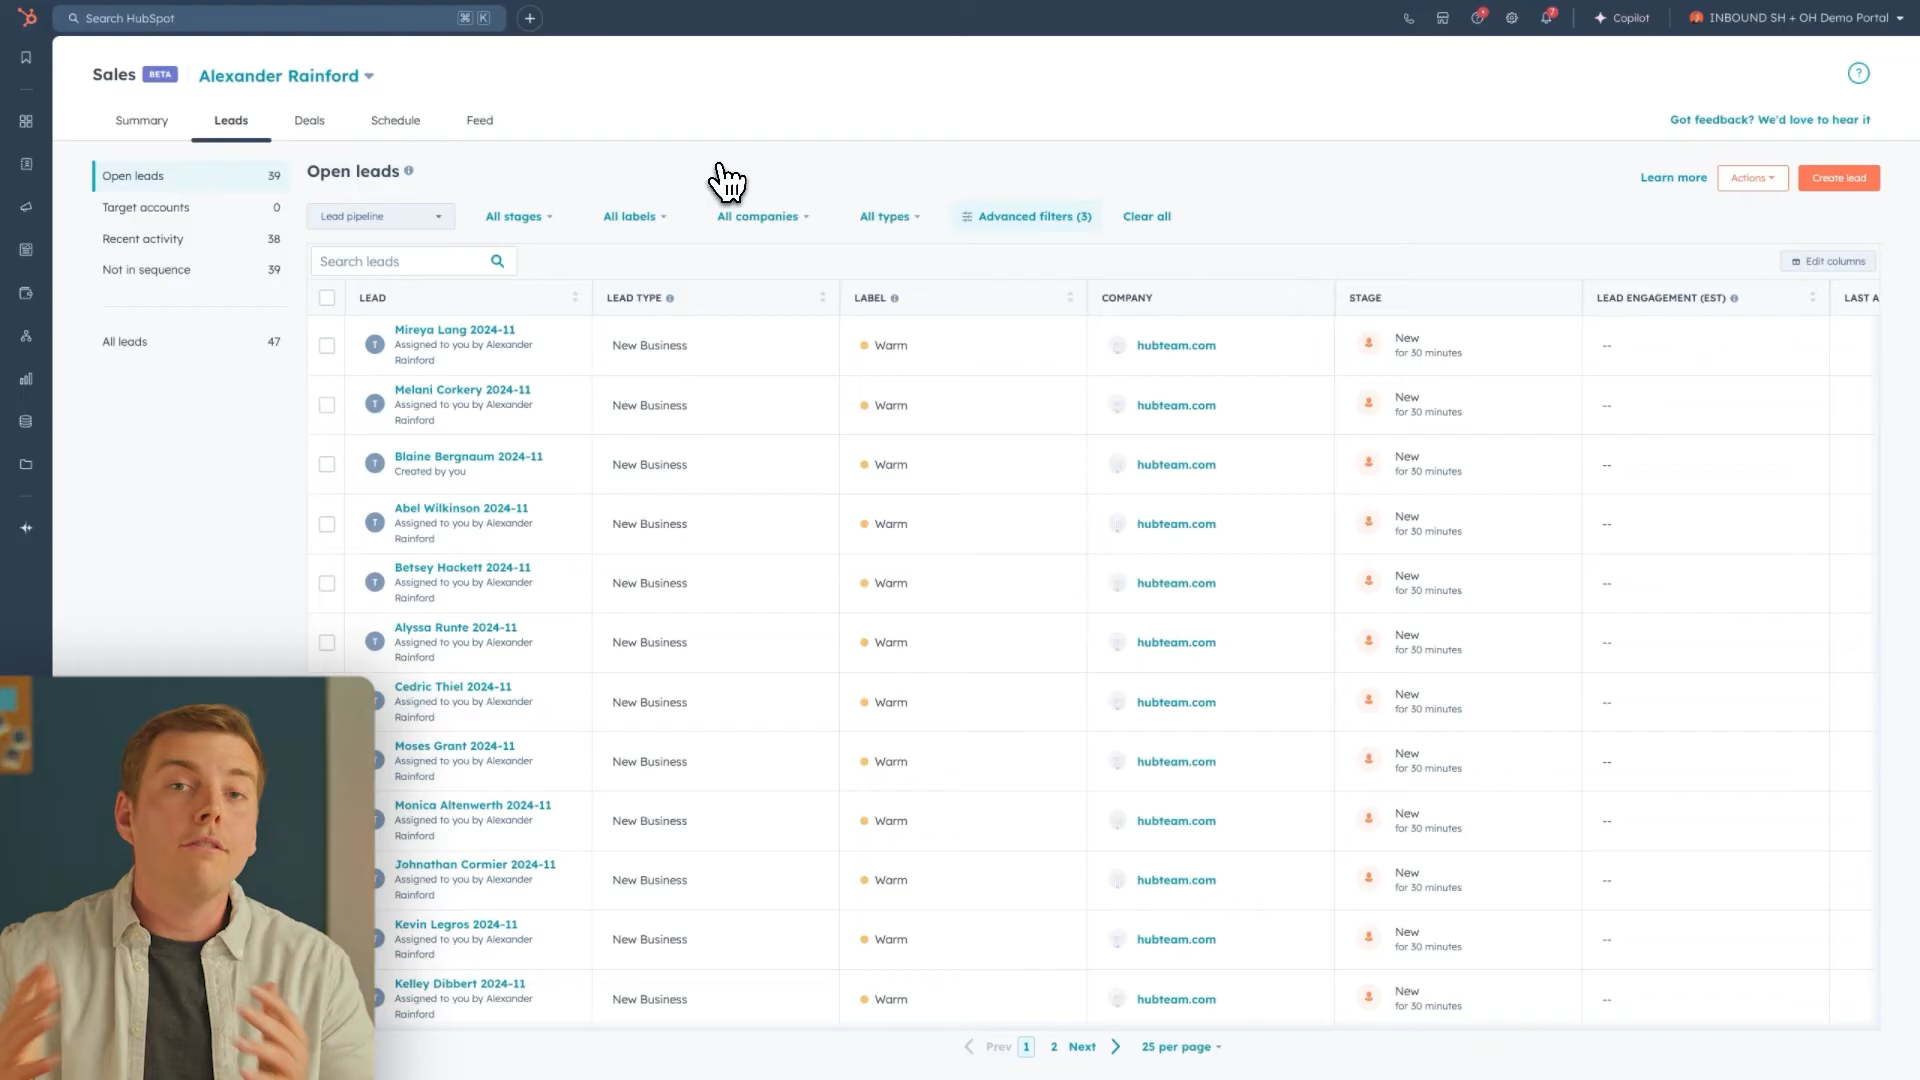 Search HubSpot ⌘ K
7
Copilot
INBOUND SH + OH Demo Portal
Sales BETA Alexander Rainford
?
Summary Leads Deals Schedule Feed
Got feedback? We'd love to hear it
Open leads 39
Target accounts 0
Recent activity 38
Not in sequence 39
All leads 47
Open leads
Learn more Actions Create lead
Lead pipeline All stages All labels All companies All types Advanced filters (3) Clear all
Search leads
Edit columns
LEAD LEAD TYPE LABEL COMPANY STAGE LEAD ENGAGEMENT (EST) LAST A
T Mireya Lang 2024-11
Assigned to you by Alexander
Rainford
New Business Warm hubteam.com New
for 30 minutes
--
T Melani Corkery 2024-11
Assigned to you by Alexander
Rainford
New Business Warm hubteam.com New
for 30 minutes
--
T Blaine Bergnaum 2024-11
Created by you
New Business Warm hubteam.com New
for 30 minutes
--
T Abel Wilkinson 2024-11
Assigned to you by Alexander
Rainford
New Business Warm hubteam.com New
for 30 minutes
--
T Betsey Hackett 2024-11
Assigned to you by Alexander
Rainford
New Business Warm hubteam.com New
for 30 minutes
--
T Alyssa Runte 2024-11
Assigned to you by Alexander
Rainford
New Business Warm hubteam.com New
for 30 minutes
--
Cedric Thiel 2024-11
Assigned to you by Alexander
Rainford
New Business Warm hubteam.com New
for 30 minutes
--
Moses Grant 2024-11
Assigned to you by Alexander
Rainford
New Business Warm hubteam.com New
for 30 minutes
--
Monica Altenwerth 2024-11
Assigned to you by Alexander
Rainford
New Business Warm hubteam.com New
for 30 minutes
--
Johnathan Cormier 2024-11
Assigned to you by Alexander
Rainford
New Business Warm hubteam.com New
for 30 minutes
--
Kevin Legros 2024-11
Assigned to you by Alexander
Rainford
New Business Warm hubteam.com New
for 30 minutes
--
Kelley Dibbert 2024-11
Assigned to you by Alexander
Rainford
New Business Warm hubteam.com New
for 30 minutes
--
Prev 1 2 Next 25 per page